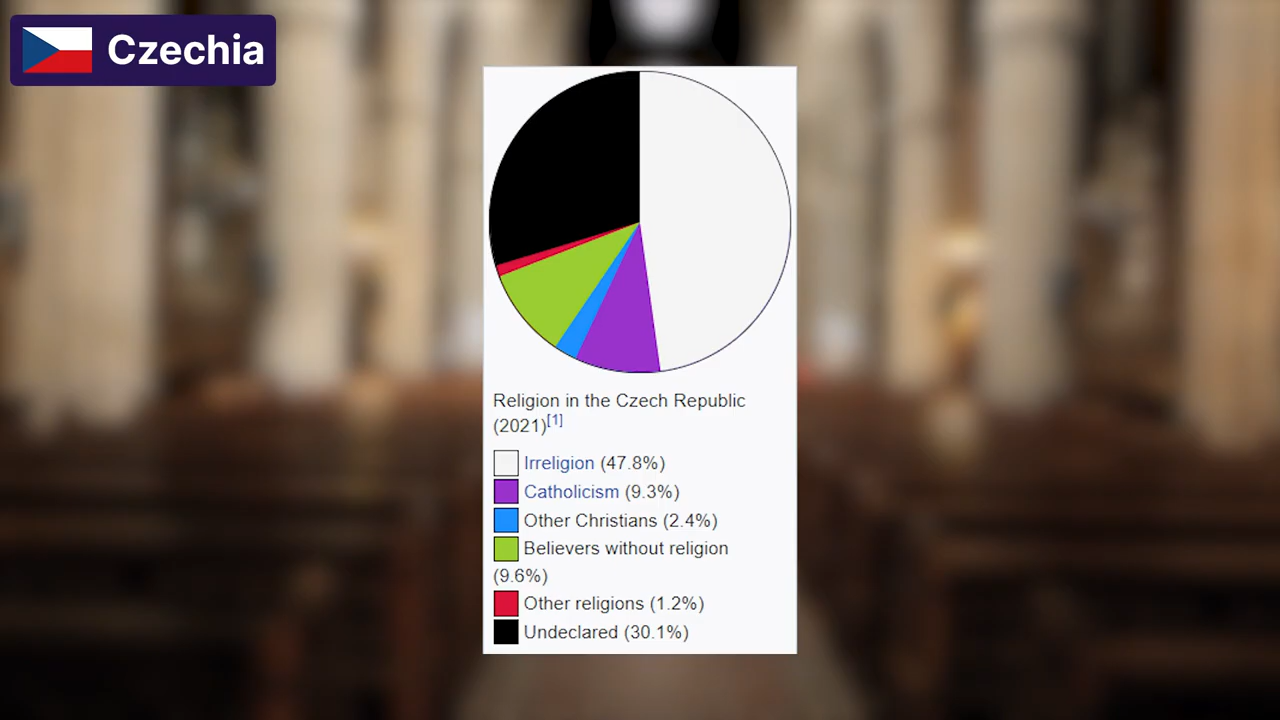 Czechia
Religion in the Czech Republic
(2021)[1]
Irreligion (47.8%)
Catholicism (9.3%)
Other Christians (2.4%)
Believers without religion
(9.6%)
Other religions (1.2%)
Undeclared (30.1%)